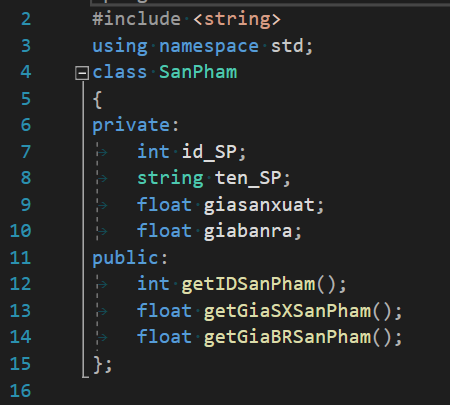 2 #include <string>
3 using namespace std;
4 class SanPham
5 {
6 private:
7 int id_SP;
8 string ten_SP;
9 float giasanxuat;
10 float giabanra;
11 public:
12 int getIDSanPham();
13 float getGiaSXSanPham();
14 float getGiaBRSanPham();
15 };
16